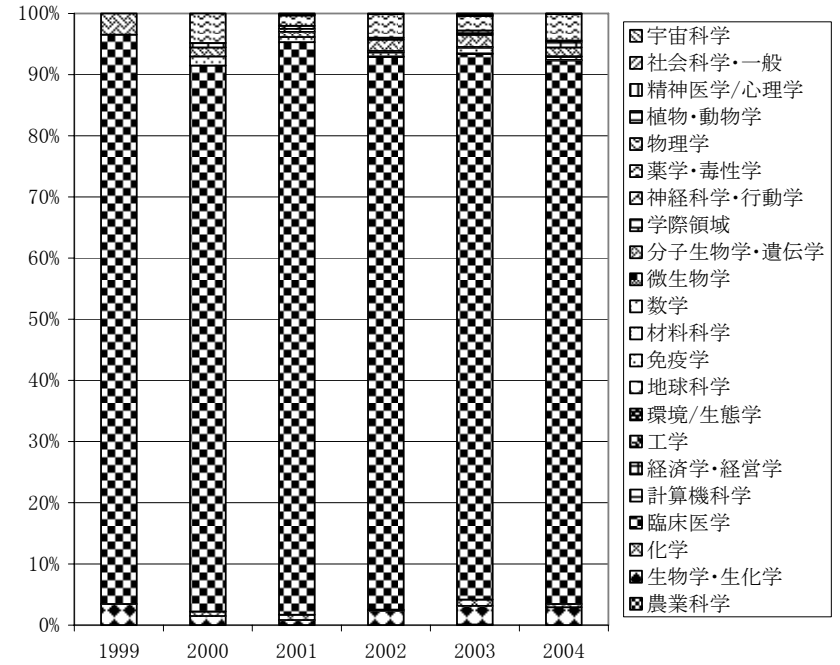 100%
90%
80%
70%
60%
50%
40%
30%
20%
10%
0%
1999 2000 2001 2002 2003 2004
宇宙科学
社会科学・一般
精神医学/心理学
植物・動物学
物理学
薬学・毒性学
神経科学・行動学
学際領域
分子生物学・遺伝学
微生物学
数学
材料科学
免疫学
地球科学
環境/生態学
工学
経済学・経営学
計算機科学
臨床医学
化学
生物学・生化学
農業科学